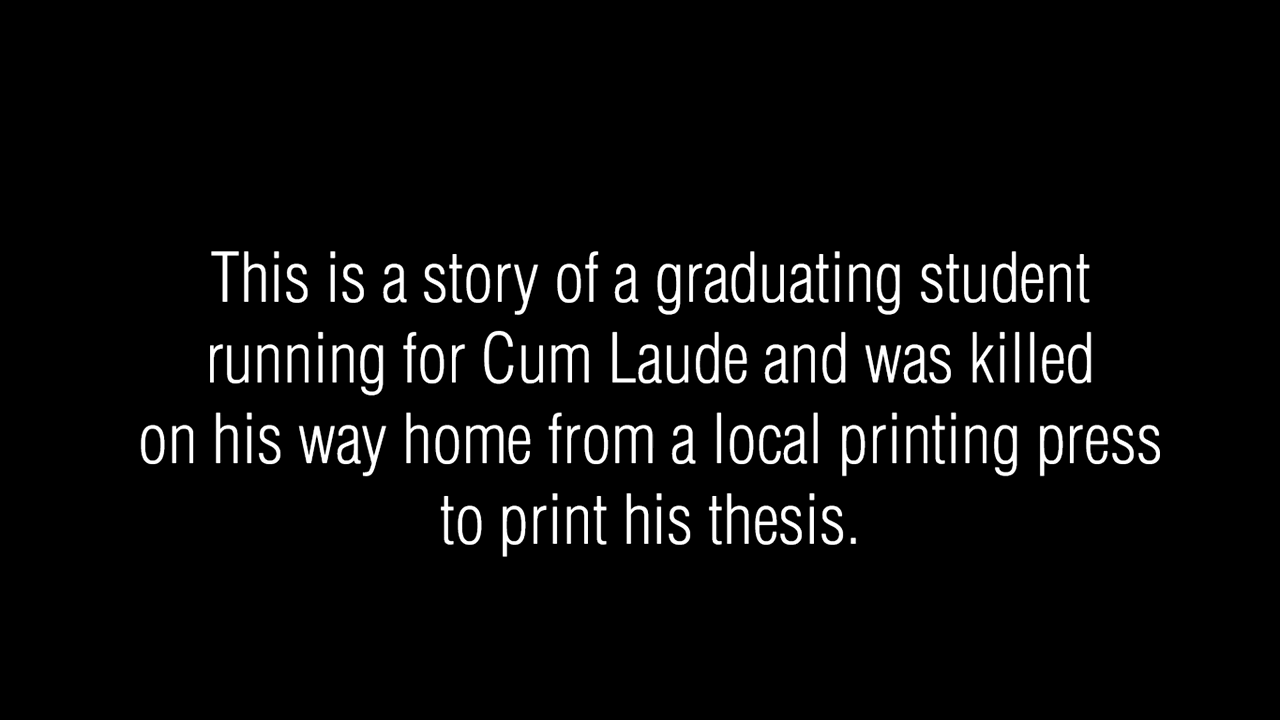 This is a story of a graduating student
running for Cum Laude and was killed
on his way home from a local printing press
to print his thesis.